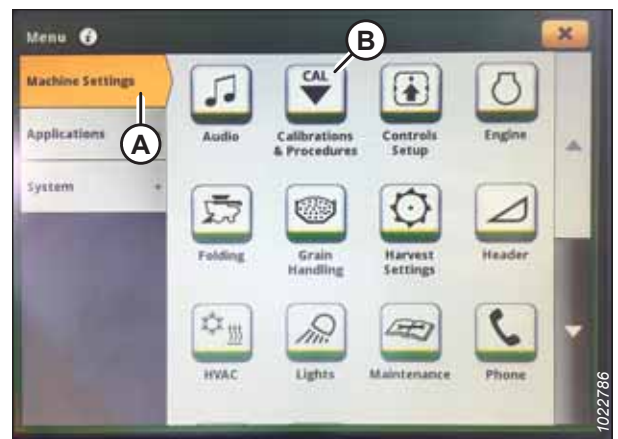 Menu i
B
Machine Settings
Applications
System
A
Audio
CAL
Calibrations
& Procedures
Controls
Setup
Engine
Folding
Grain
Handling
Harvest
Settings
Header
HVAC
Lights
Maintenance
Phone
1022786